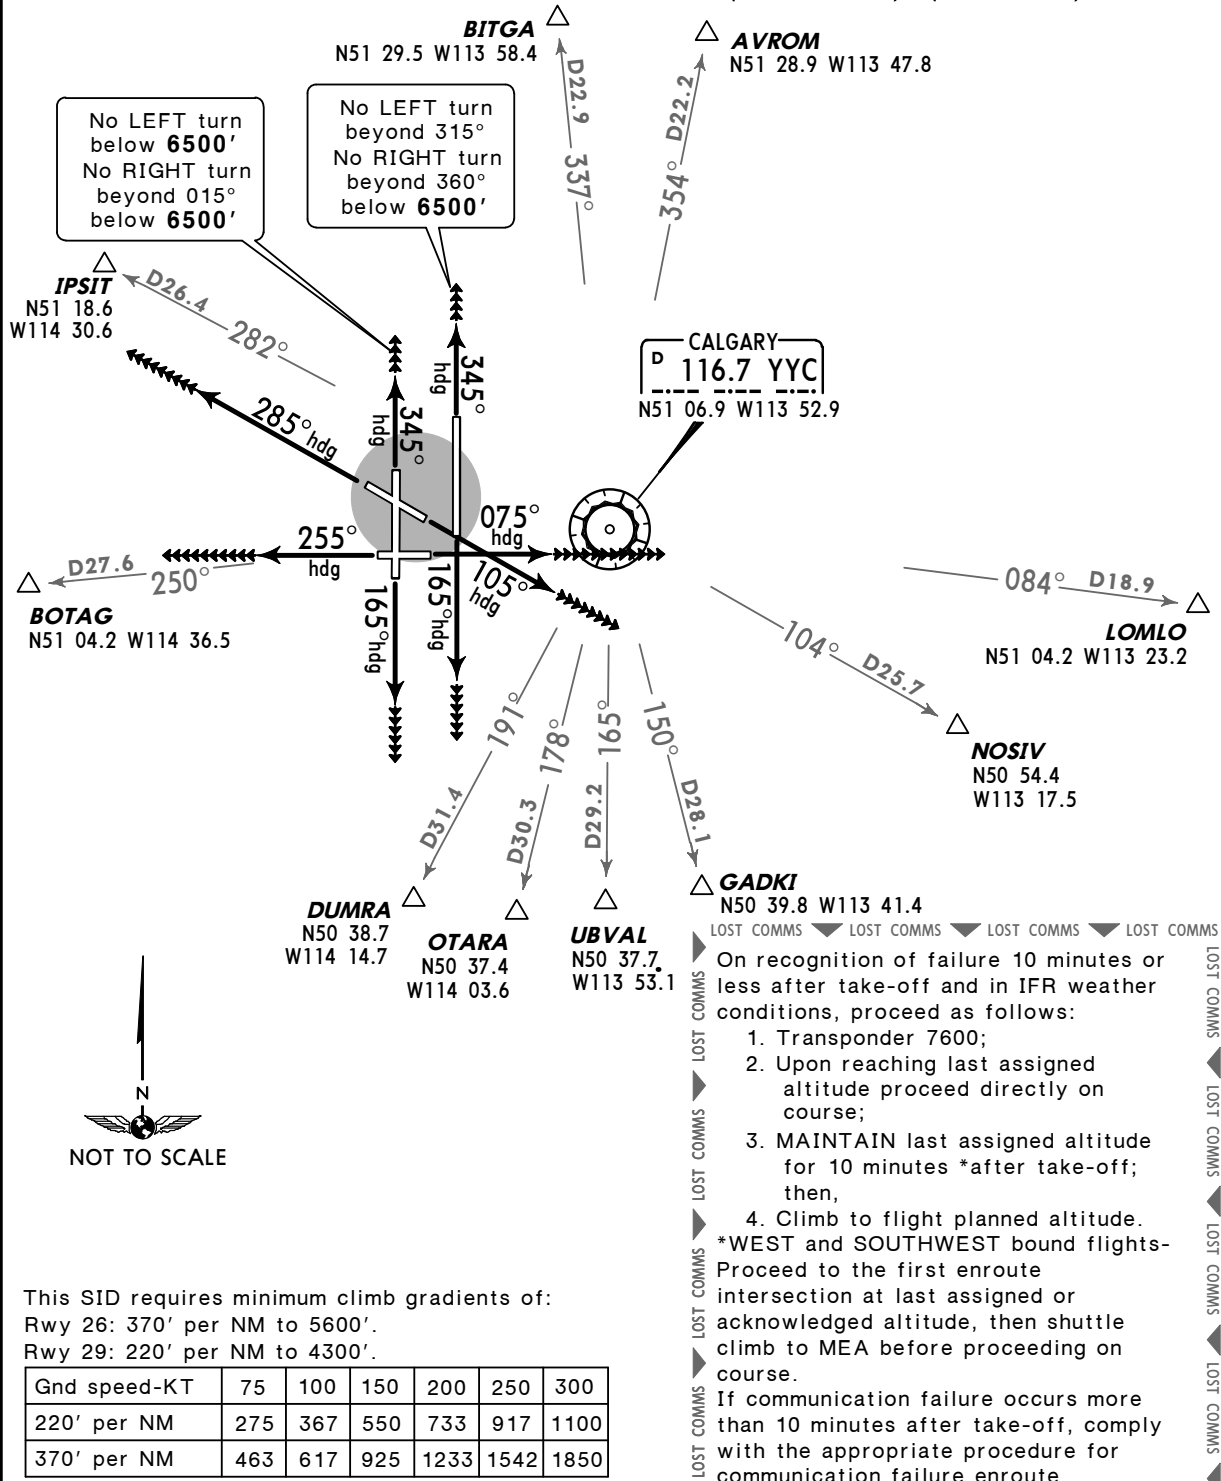 BITGA
N51 29.5 W113 58.4
AVROM
N51 28.9 W113 47.8
D22.9
337°
D22.2
354°
No LEFT turn
below 6500'
No RIGHT turn
beyond 015°
below 6500'
No LEFT turn
beyond 315°
No RIGHT turn
beyond 360°
below 6500'
IPSIT
N51 18.6
W114 30.6
D26.4
282°
CALGARY
D 116.7 YYC
N51 06.9 W113 52.9
345°
hdg
345°
hdg
285° hdg
255°
hdg
075°
hdg
105°
hdg
165° hdg
165° hdg
D27.6
250°
BOTAG
N51 04.2 W114 36.5
084° D18.9
LOMLO
N51 04.2 W113 23.2
104° D25.7
NOSIV
N50 54.4
W113 17.5
191°
D31.4
178°
D30.3
165°
D29.2
150°
D28.1
DUMRA
N50 38.7
W114 14.7
OTARA
N50 37.4
W114 03.6
UBVAL
N50 37.7
W113 53.1
GADKI
N50 39.8 W113 41.4
LOST COMMS LOST COMMS LOST COMMS LOST COMMS
LOST COMMS
LOST COMMS
LOST COMMS
LOST COMMS
LOST COMMS
LOST COMMS
LOST COMMS
LOST COMMS
On recognition of failure 10 minutes or
less after take-off and in IFR weather
conditions, proceed as follows:
1. Transponder 7600;
2. Upon reaching last assigned
altitude proceed directly on
course;
3. MAINTAIN last assigned altitude
for 10 minutes *after take-off;
then,
4. Climb to flight planned altitude.
*WEST and SOUTHWEST bound flights-
Proceed to the first enroute
intersection at last assigned or
acknowledged altitude, then shuttle
climb to MEA before proceeding on
course.
If communication failure occurs more
than 10 minutes after take-off, comply
with the appropriate procedure for
communication failure enroute
N
NOT TO SCALE
This SID requires minimum climb gradients of:
Rwy 26: 370' per NM to 5600'.
Rwy 29: 220' per NM to 4300'.
Gnd speed-KT 75 100 150 200 250 300
220' per NM 275 367 550 733 917 1100
370' per NM 463 617 925 1233 1542 1850